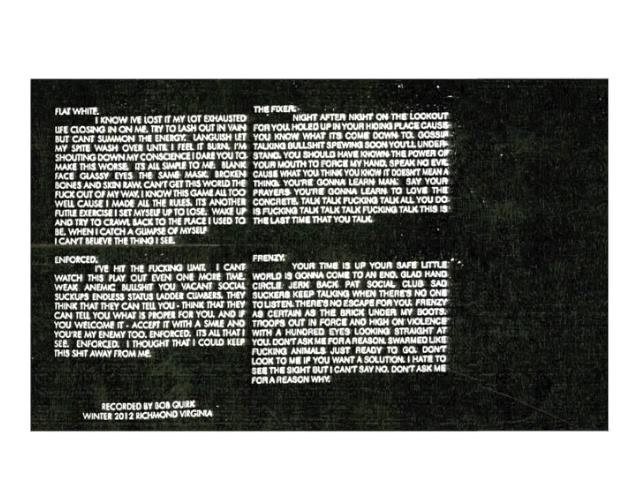 FLAT WHITE.
I KNOW IVE LOST IT MY LOT EXHAUSTED
LIFE CLOSING IN ON ME. TRY TO LASH OUT IN VAIN
BUT CANT SUMMON THE ENERGY. LANGUISH LET
MY SPITE WASH OVER UNTIL I FEEL IT BURN. I'M
SHOUTING DOWN MY CONSCIENCE I DARE YOU TO
MAKE THIS WORSE. ITS ALL SIMPLE TO ME. BLANK
FACE GLASSY EYES THE SAME MASK. BROKEN
BONES AND SKIN RAW. CAN'T GET THIS WORLD THE
FUCK OUT OF MY WAY. I KNOW THIS GAME ALL TOO
WELL CAUSE I MADE ALL THE RULES. ITS ANOTHER
FUTILE EXERCISE I SET MYSELF UP TO LOSE. WAKE UP
AND TRY TO CRAWL BACK TO THE PLACE I USED TO
BE. WHEN I CATCH A GLIMPSE OF MYSELF
I CAN'T BELIEVE THE THING I SEE.
THE FIXER.
NIGHT AFTER NIGHT ON THE LOOKOUT
FOR YOU. HOLED UP IN YOUR HIDING PLACE CAUSE
YOU KNOW WHAT ITS COME DOWN TO. GOSSIP
TALKING BULLSHIT SPEWING SOON YOU'LL UNDER-
STAND. YOU SHOULD HAVE KNOWN THE POWER OF
YOUR MOUTH TO FORCE MY HAND. SPEAK NO EVIL
CAUSE WHAT YOU THINK YOU KNOW IT DOESN'T MEAN A
THING. YOU'RE GONNA LEARN MAN. SAY YOUR
PRAYERS YOU'RE GONNA LEARN TO LOVE THE
CONCRETE. TALK TALK FUCKING TALK ALL YOU DO
IS FUCKING TALK TALK TALK FUCKING TALK THIS IS
THE LAST TIME THAT YOU TALK.
ENFORCED.
I'VE HIT THE FUCKING LIMIT. I CANT
WATCH THIS PLAY OUT EVEN ONE MORE TIME.
WEAK ANEMIC BULLSHIT YOU VACANT SOCIAL
SUCKUPS ENDLESS STATUS LADDER CLIMBERS. THEY
THINK THAT THEY CAN TELL YOU - THINK THAT THEY
CAN TELL YOU WHAT IS PROPER FOR YOU. AND IF
YOU WELCOME IT - ACCEPT IT WITH A SMILE AND
YOU'RE MY ENEMY TOO. ENFORCED. ITS ALL THAT I
SEE. ENFORCED. I THOUGHT THAT I COULD KEEP
THIS SHIT AWAY FROM ME.
FRENZY.
YOUR TIME IS UP YOUR SAFE LITTLE
WORLD IS GONNA COME TO AN END. GLAD HAND
CIRCLE JERK BACK PAT SOCIAL CLUB SAD
SUCKERS KEEP TALKING WHEN THERE'S NO ONE
TO LISTEN. THERE'S NO ESCAPE FOR YOU. FRENZY
AS CERTAIN AS THE BRICK UNDER MY BOOTS.
TROOPS OUT IN FORCE AND HIGH ON VIOLENCE
WITH A HUNDRED EYES LOOKING STRAIGHT AT
YOU. DON'T ASK ME FOR A REASON. SWARMED LIKE
FUCKING ANIMALS JUST READY TO GO. DON'T
LOOK TO ME IF YOU WANT A SOLUTION. I HATE TO
SEE THE SIGHT BUT I CAN'T SAY NO. DON'T ASK ME
FOR A REASON WHY.
RECORDED BY BOB QUIRK
WINTER 2012 RICHMOND VIRGINIA